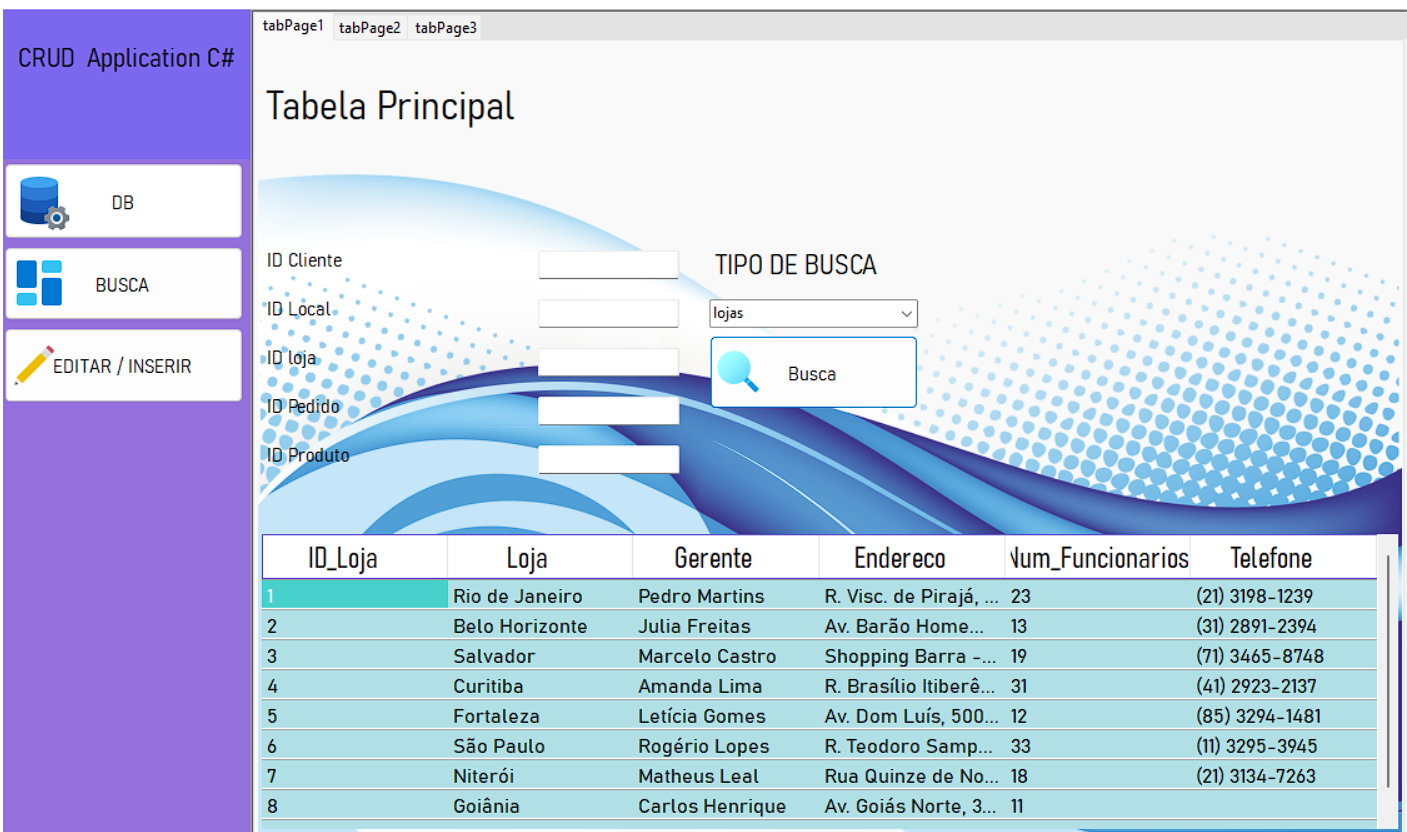 CRUD Application C#
DB
BUSCA
EDITAR / INSERIR
tabPage1 tabPage2 tabPage3
Tabela Principal
ID Cliente
ID Local
ID loja
ID Pedido
ID Produto
TIPO DE BUSCA
lojas
Busca
ID_Loja Loja Gerente Endereco Num_Funcionarios Telefone
1 Rio de Janeiro Pedro Martins R. Visc. de Pirajá, ... 23 (21) 3198-1239
2 Belo Horizonte Julia Freitas Av. Barão Home... 13 (31) 2891-2394
3 Salvador Marcelo Castro Shopping Barra -... 19 (71) 3465-8748
4 Curitiba Amanda Lima R. Brasílio Itiberê... 31 (41) 2923-2137
5 Fortaleza Letícia Gomes Av. Dom Luís, 500... 12 (85) 3294-1481
6 São Paulo Rogério Lopes R. Teodoro Samp... 33 (11) 3295-3945
7 Niterói Matheus Leal Rua Quinze de No... 18 (21) 3134-7263
8 Goiânia Carlos Henrique Av. Goiás Norte, 3... 11